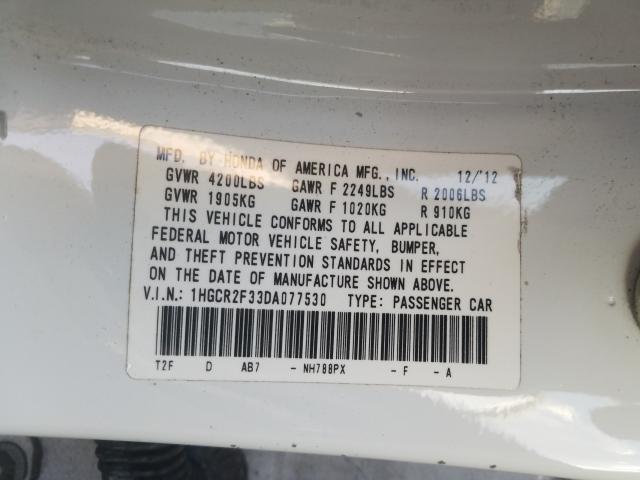 MFD. BY HONDA OF AMERICA MFG., INC. 12/'12
GVWR 4200LBS GAWR F 2249LBS R 2006LBS
GVWR 1905KG GAWR F 1020KG R 910KG
THIS VEHICLE CONFORMS TO ALL APPLICABLE
FEDERAL MOTOR VEHICLE SAFETY, BUMPER,
AND THEFT PREVENTION STANDARDS IN EFFECT
ON THE DATE OF MANUFACTURE SHOWN ABOVE.
V.I.N.: 1HGCR2F33DA077530 TYPE: PASSENGER CAR
T2F D AB7 - NH788PX - F - A